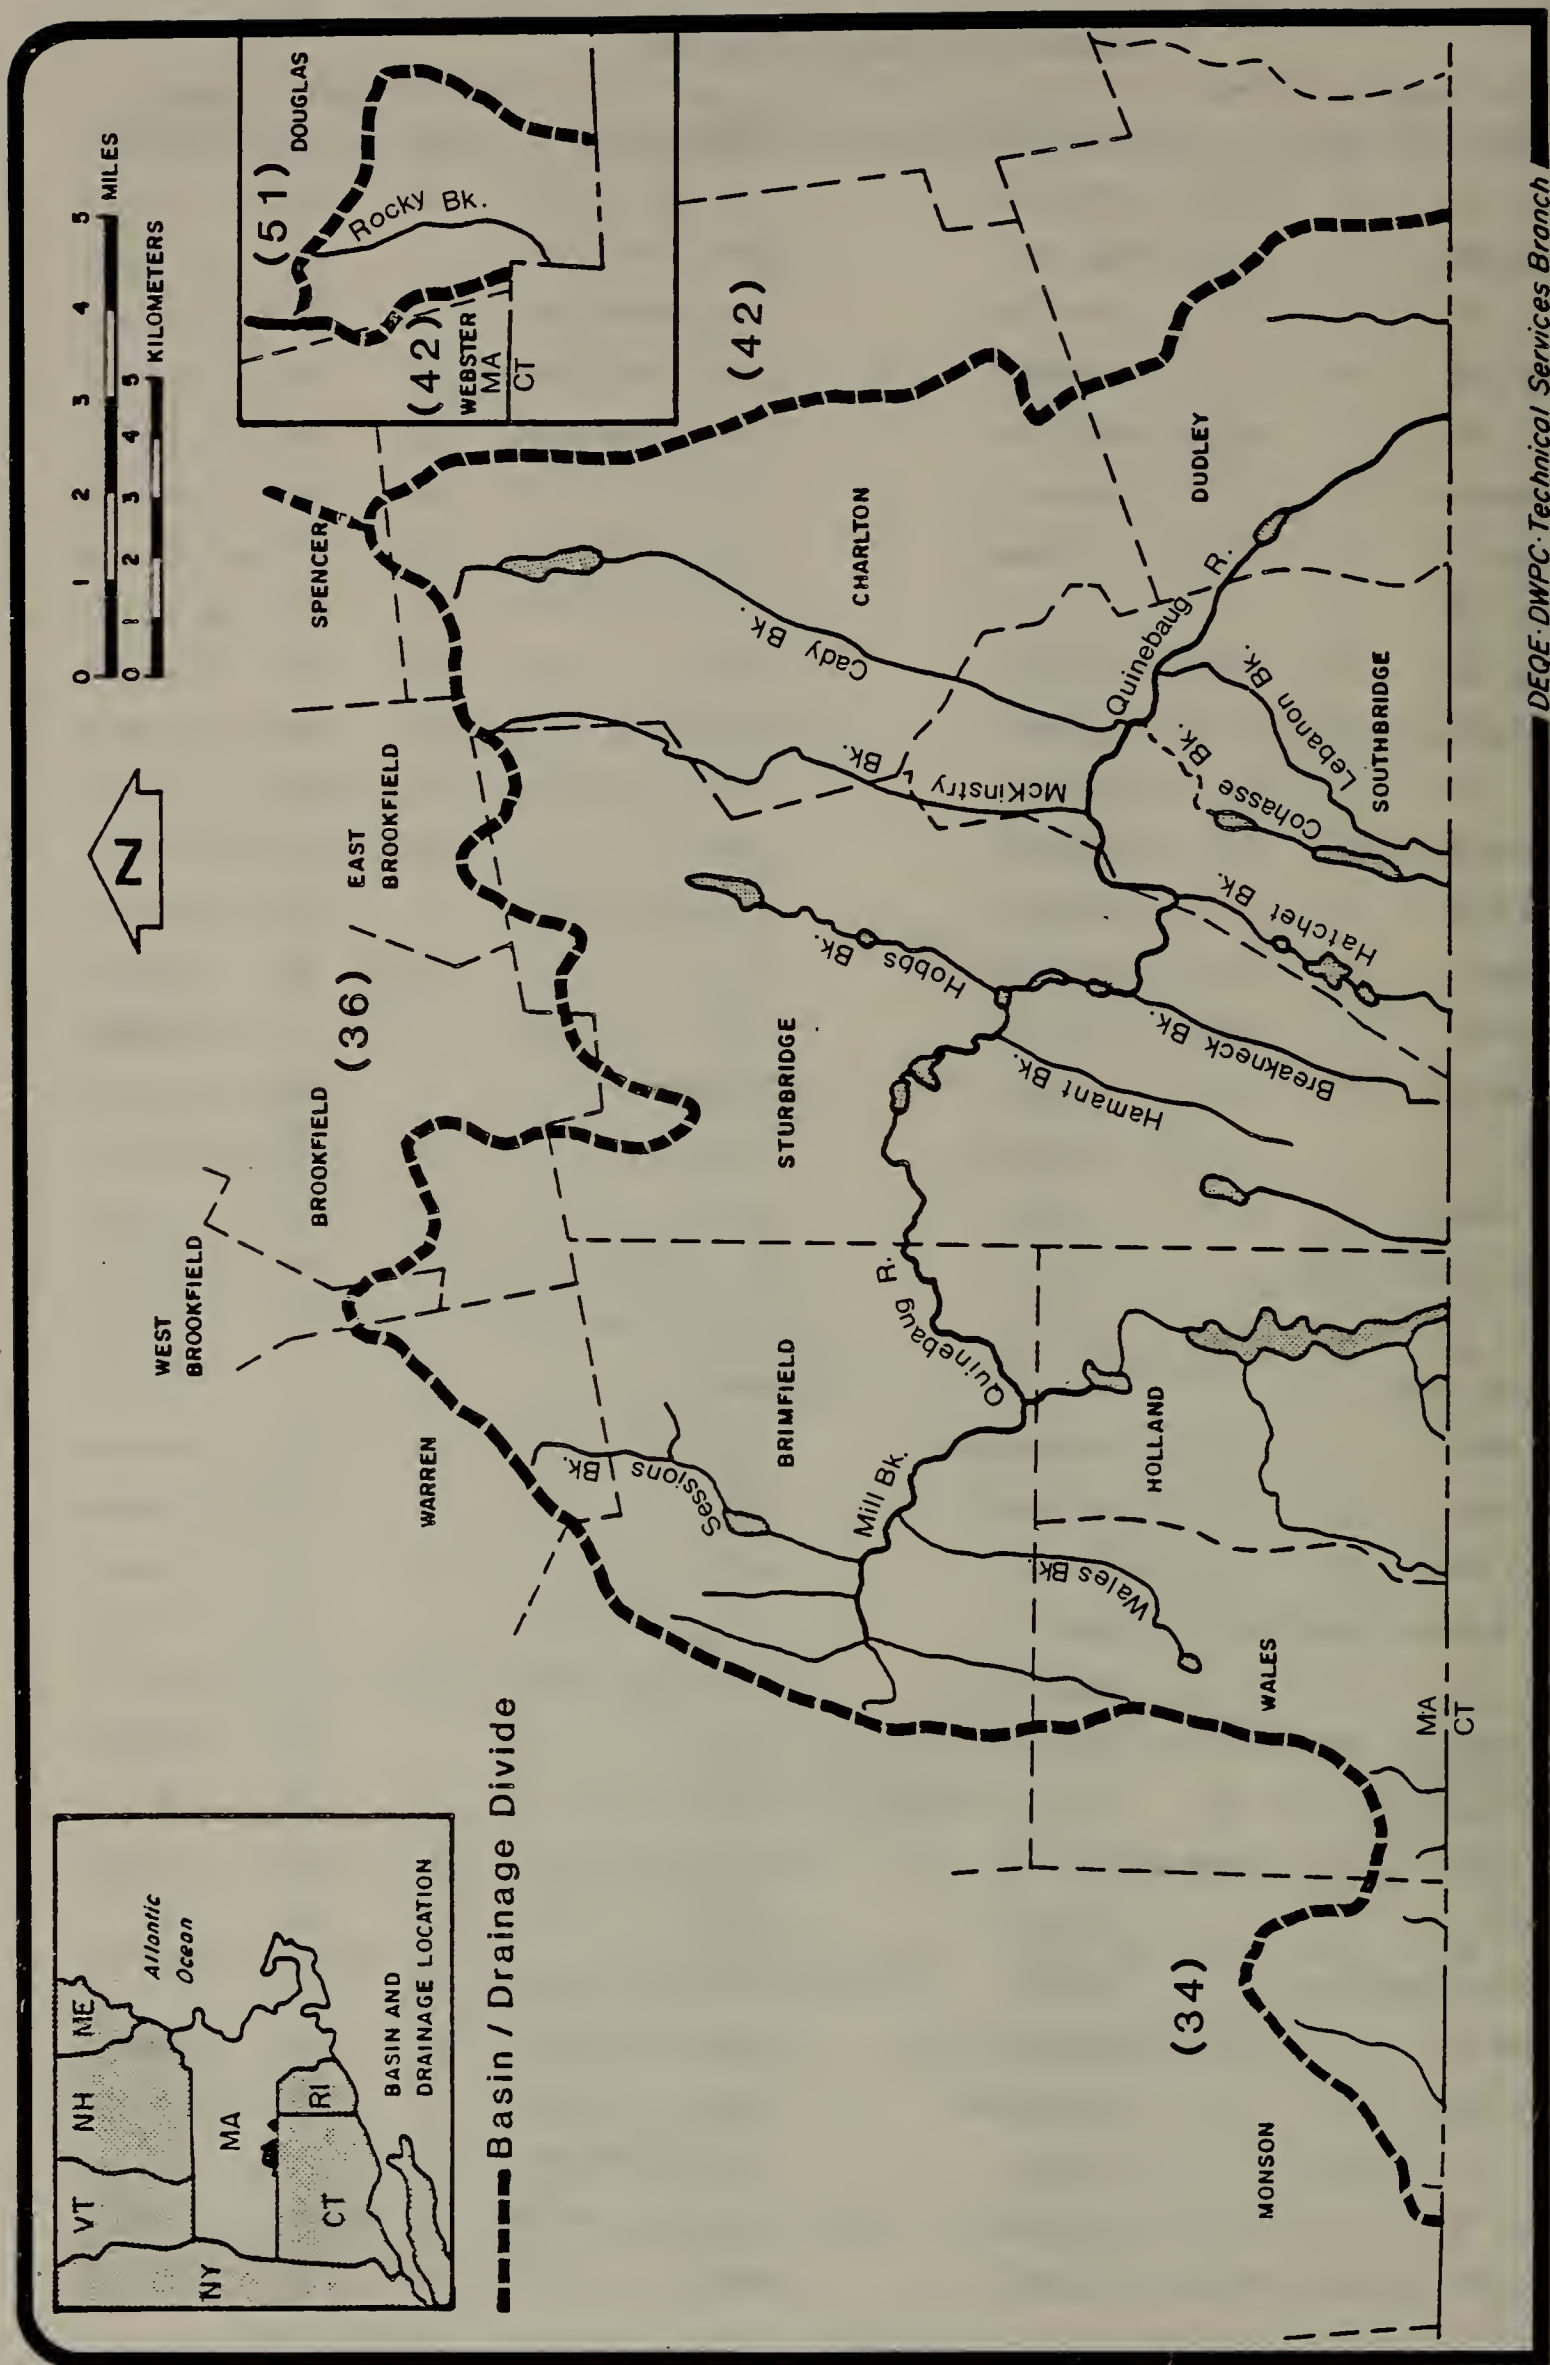 VT
NH
ME
NY
MA
CT
RI
Atlantic
Ocean
BASIN AND
DRAINAGE LOCATION
Basin / Drainage Divide
N
0 1 2 3 4 5 MILES
0 1 2 3 4 5 KILOMETERS
(51)
DOUGLAS
Rocky Bk.
(42)
WEBSTER
MA
CT
WEST
BROOKFIELD
BROOKFIELD
(36)
EAST
BROOKFIELD
SPENCER
WARREN
(42)
Sessions Bk.
BRIMFIELD
STURBRIDGE
CHARLTON
Cady Bk.
McKinstry Bk.
Hobbs Bk.
Mill Bk.
Quinebaug R.
Hamant Bk.
Breakneck Bk.
Hatchet Bk.
Cohasse Bk.
Lebanon Bk.
Quinebaug R.
DUDLEY
SOUTHBRIDGE
Wales Bk.
HOLLAND
WALES
(34)
MONSON
MA
CT
DEQE·DWPC·Technical Services Branch